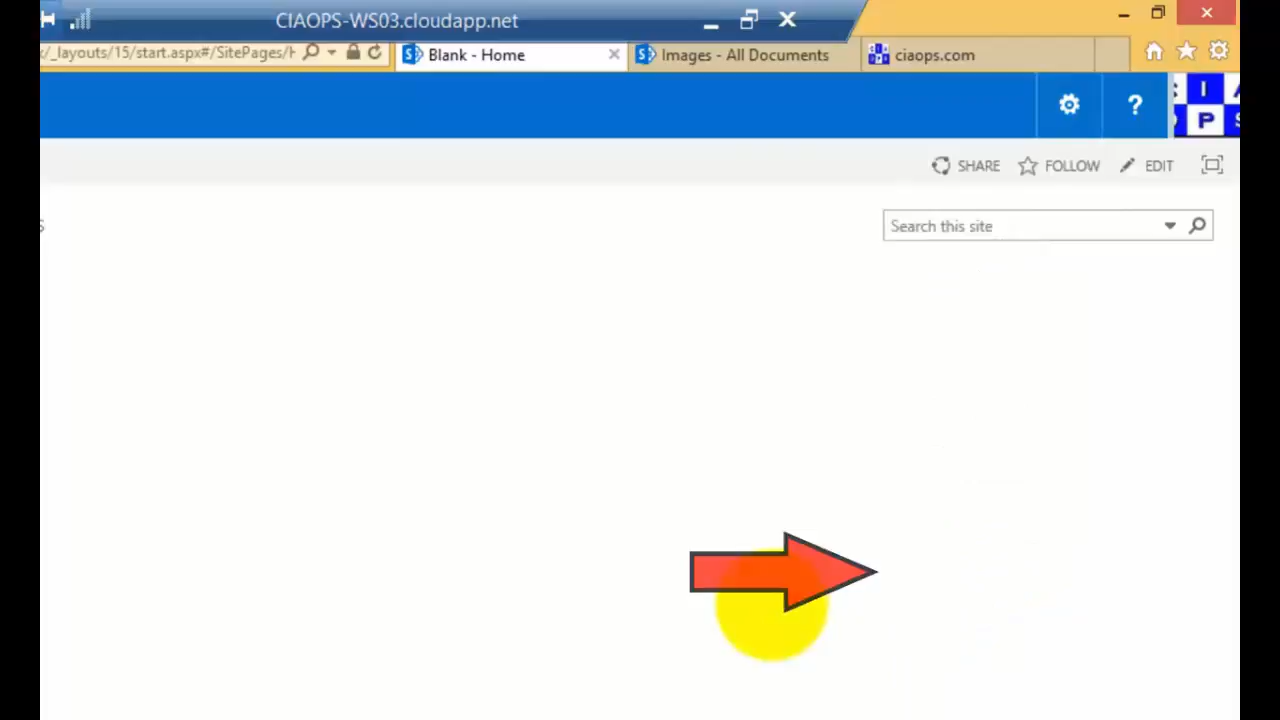 CIAOPS-WS03.cloudapp.net
/_layouts/15/start.aspx#/SitePages/
Blank - Home
Images - All Documents
ciaops.com
?
I
P
SHARE
FOLLOW
EDIT
Search this site